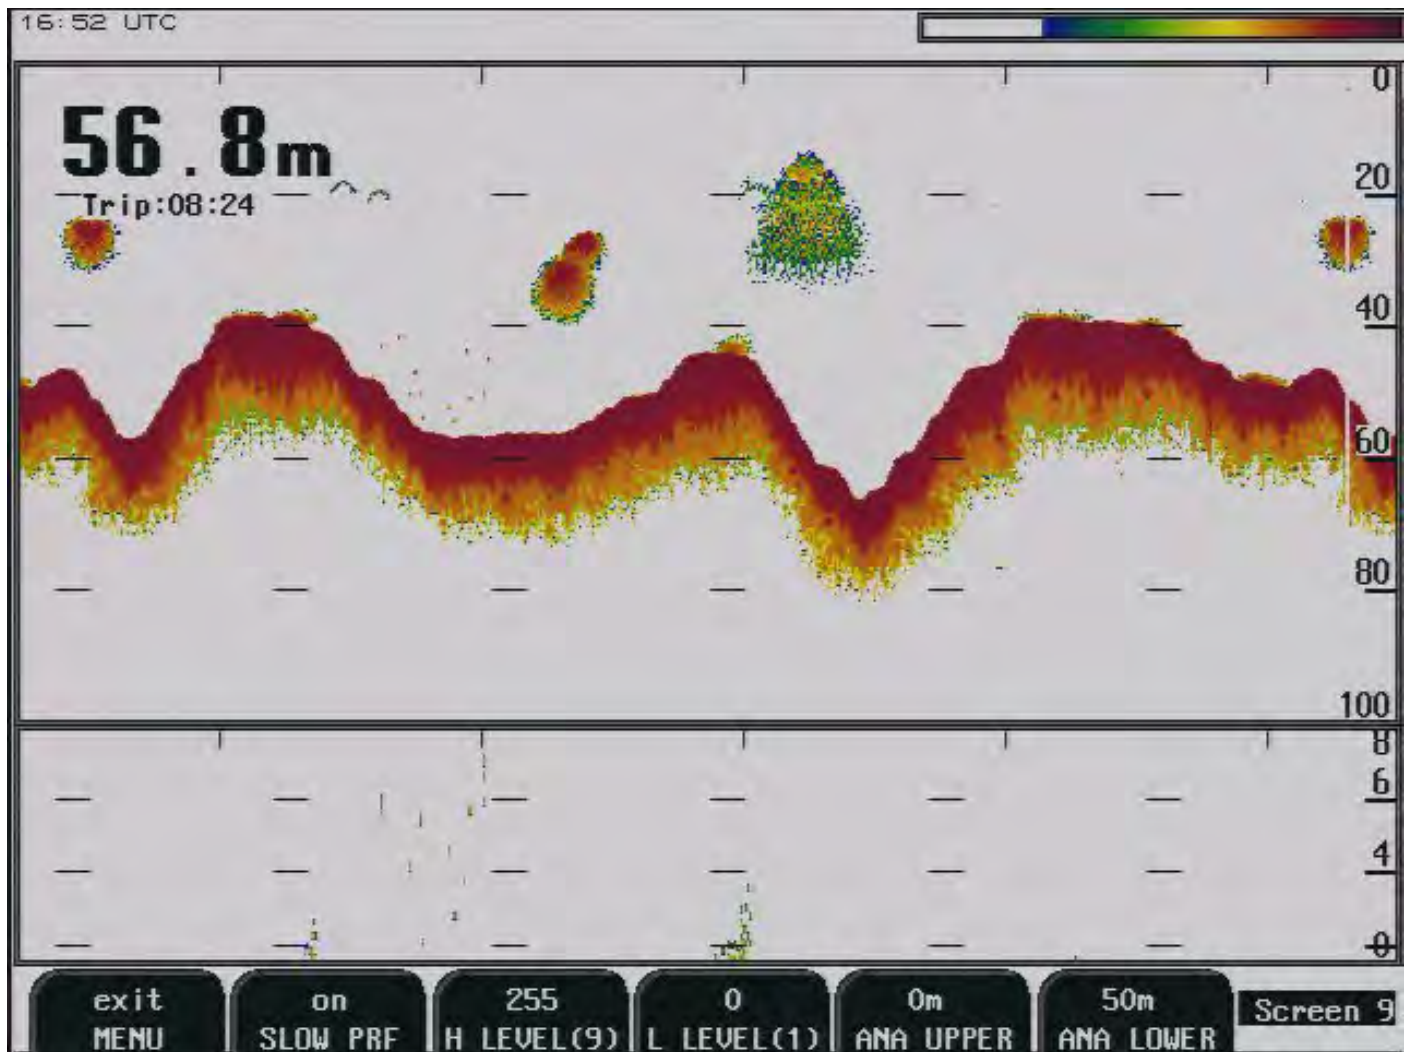 16:52 UTC
56.8m
Trip:08:24
0
20
40
60
80
100
8
6
4
0
exit
MENU
on
SLOW PRF
255
H LEVEL(9)
0
L LEVEL(1)
0m
ANA UPPER
50m
ANA LOWER
Screen 9